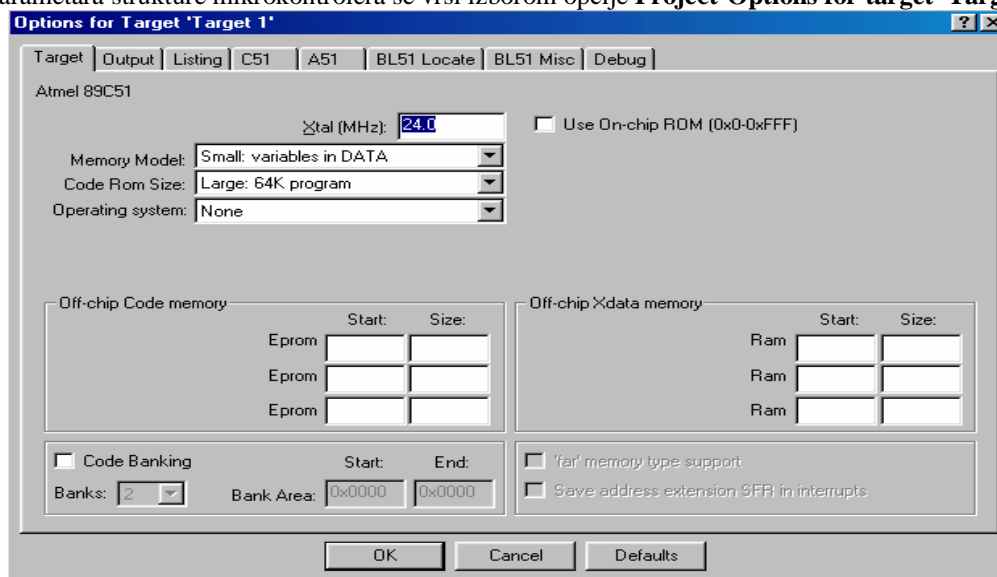 parametara strukture mikrokontrolera se vrši izborom opcije Project-Options for target 'Targ
Options for Target 'Target 1'
Target Output Listing C51 A51 BL51 Locate BL51 Misc Debug
Atmel 89C51
Xtal (MHz): 24.0 Use On-chip ROM (0x0-0xFFF)
Memory Model: Small: variables in DATA
Code Rom Size: Large: 64K program
Operating system: None
Off-chip Code memory Off-chip Xdata memory
Start: Size: Start: Size:
Eprom Ram
Eprom Ram
Eprom Ram
Code Banking Start: End: 'far' memory type support
Banks: 2 Bank Area: 0x0000 0x0000 Save address extension SFR in interrupts
OK Cancel Defaults